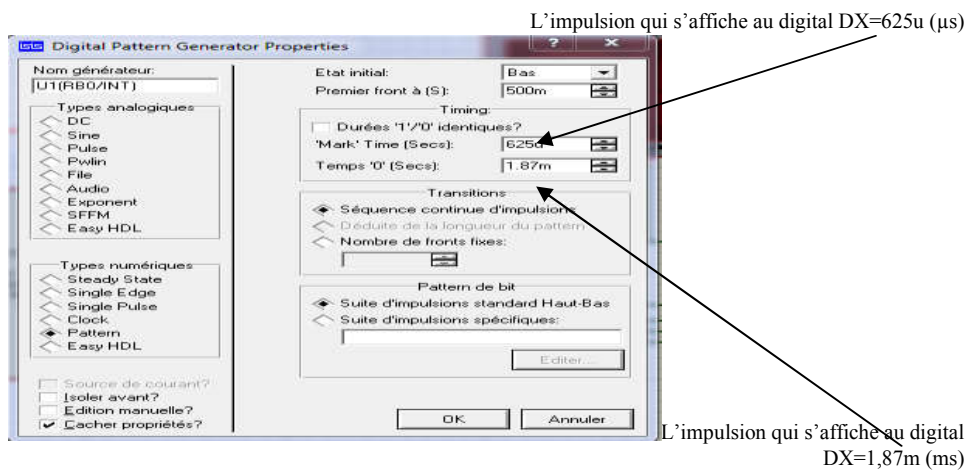 L'impulsion qui s'affiche au digital DX=625u (µs)
Digital Pattern Generator Properties
Nom générateur:
U1(RB0/INT)
Types analogiques
DC
Sine
Pulse
Pwlin
File
Audio
Exponent
SFFM
Easy HDL
Types numériques
Steady State
Single Edge
Single Pulse
Clock
Pattern
Easy HDL
Source de courant?
Isoler avant?
Edition manuelle?
Cacher propriétés?
Etat initial: Bas
Premier front à (S): 500m
Timing:
Durées '1'/'0' identiques?
'Mark' Time (Secs): 625u
Temps '0' (Secs): 1.87m
Transitions
Séquence continue d'impulsions
Déduite de la longueur du pattern
Nombre de fronts fixes:
Pattern de bit
Suite d'impulsions standard Haut-Bas
Suite d'impulsions spécifiques:
Editer...
OK Annuler
L'impulsion qui s'affiche au digital
DX=1,87m (ms)